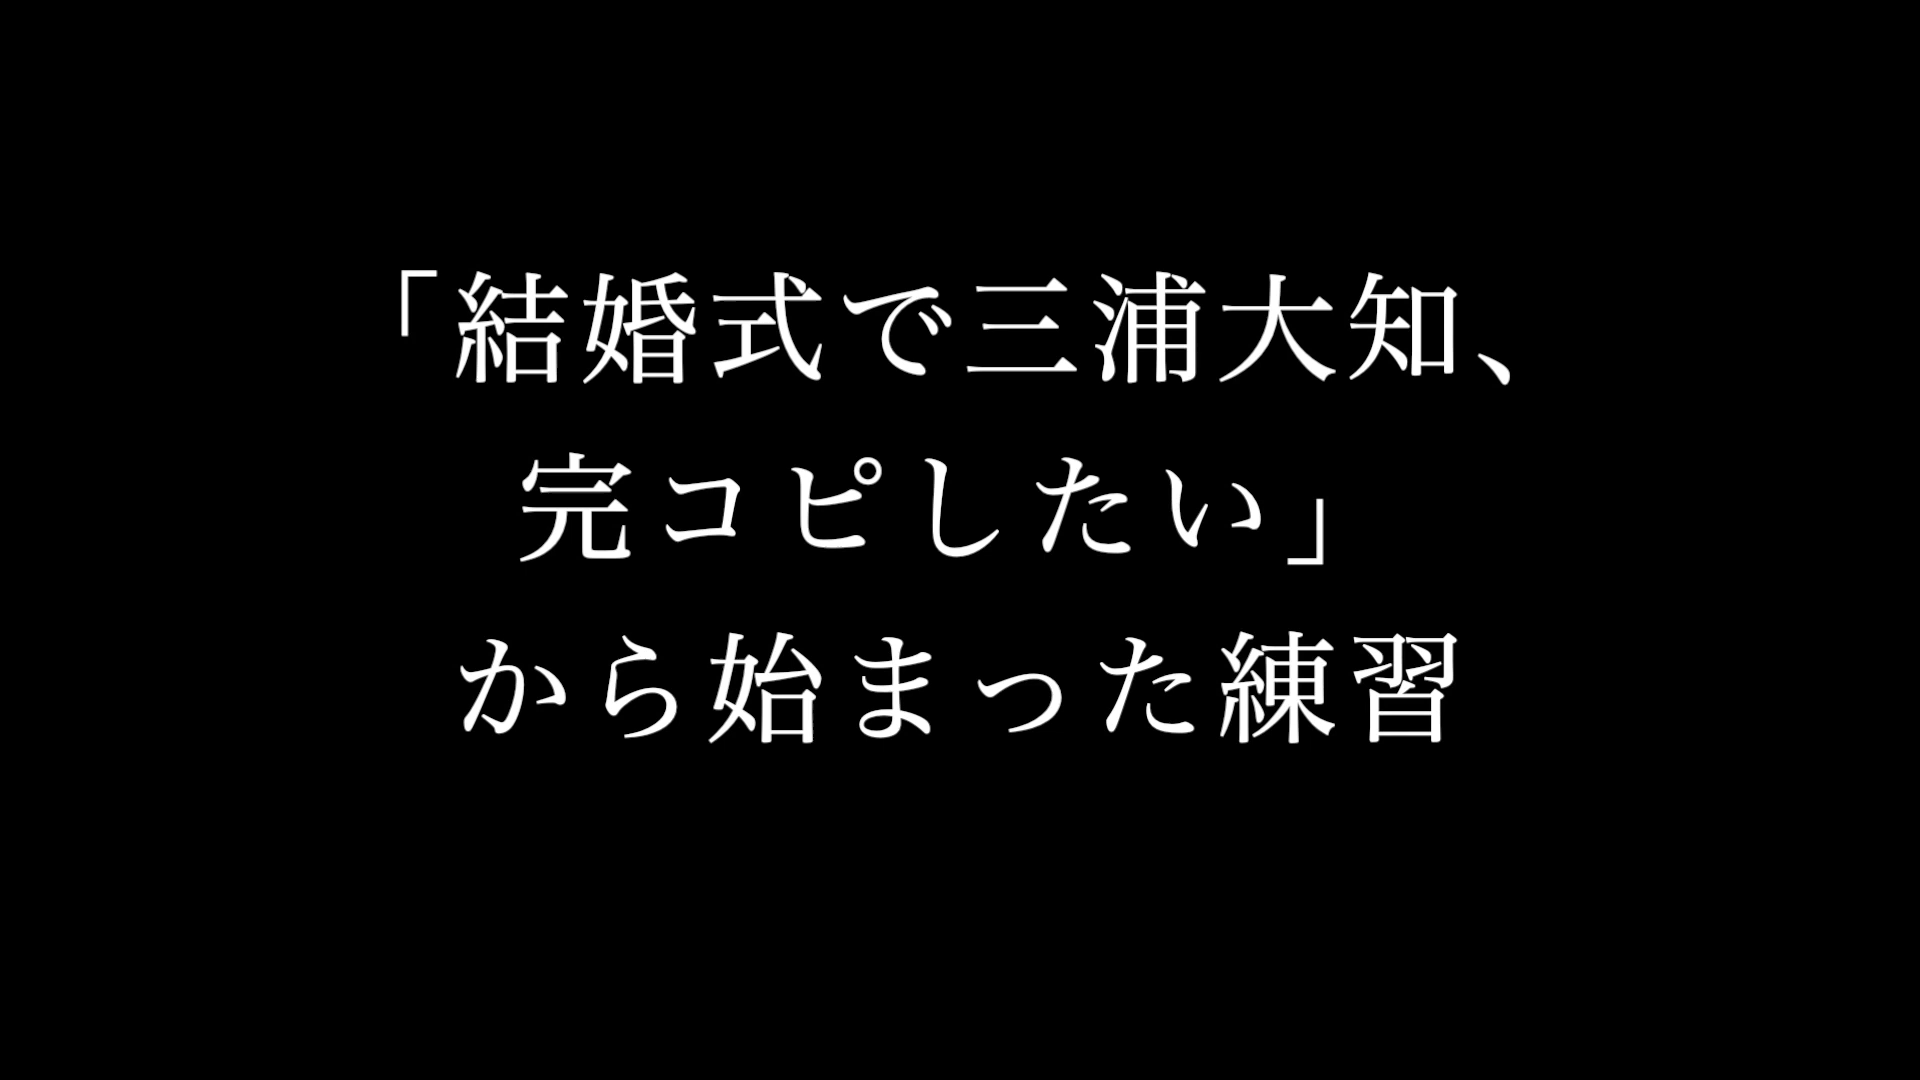 「結婚式で三浦大知、
完コピしたい」
から始まった練習